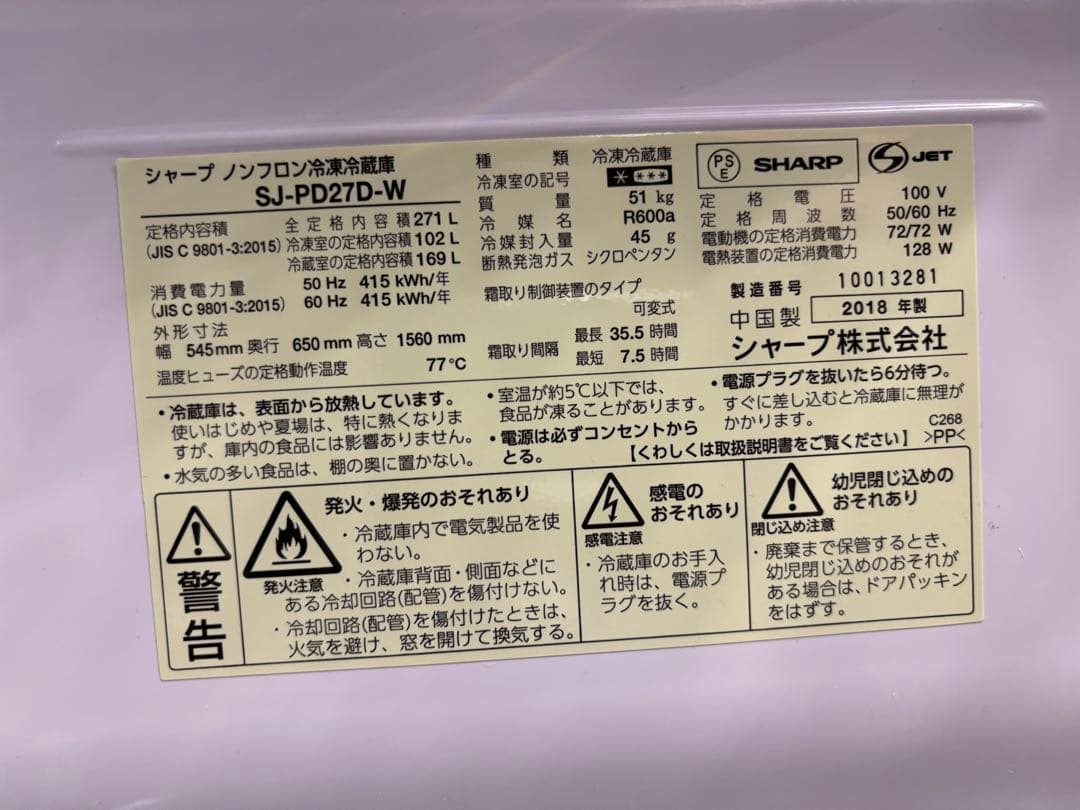 シャープ ノンフロン冷凍冷蔵庫
SJ-PD27D-W
定格内容積 全定格内容積 271 L
(JIS C 9801-3:2015) 冷凍室の定格内容積 102 L
冷蔵室の定格内容積 169 L
消費電力量 50 Hz 415 kWh/年
(JIS C 9801-3:2015) 60 Hz 415 kWh/年
外形寸法
幅 545mm 奥行 650mm 高さ 1560 mm
温度ヒューズの定格動作温度 77℃
種類 冷凍冷蔵庫
冷凍室の記号 * ***
質量 51 kg
冷媒名 R600a
冷媒封入量 45 g
断熱発泡ガス シクロペンタン
霜取り制御装置のタイプ
可変式
霜取り間隔 最長 35.5 時間
最短 7.5 時間
PS
E
SHARP
S JET
定格電圧 100 V
定格周波数 50/60 Hz
電動機の定格消費電力 72/72 W
電熱装置の定格消費電力 128 W
製造番号 10013281
中国製 2018 年製
シャープ株式会社
・冷蔵庫は、表面から放熱しています。
使いはじめや夏場は、特に熱くなりま
すが、庫内の食品には影響ありません。
・水気の多い食品は、棚の奥に置かない。
・室温が約5℃以下では、
食品が凍ることがあります。
・電源は必ずコンセントから
とる。
・電源プラグを抜いたら6分待つ。
すぐに差し込むと冷蔵庫に無理が
かかります。
C268
【くわしくは取扱説明書をご覧ください】 >PP<
警告
発火・爆発のおそれあり
発火注意
・冷蔵庫内で電気製品を使
わない。
・冷蔵庫背面・側面などに
ある冷却回路(配管)を傷付けない。
・冷却回路(配管)を傷付けたときは、
火気を避け、窓を開けて換気する。
感電の
おそれあり
感電注意
・冷蔵庫のお手入
れ時は、電源プ
ラグを抜く。
幼児閉じ込めの
おそれあり
閉じ込め注意
・廃棄まで保管するとき、
幼児閉じ込めのおそれが
ある場合は、ドアパッキン
をはずす。